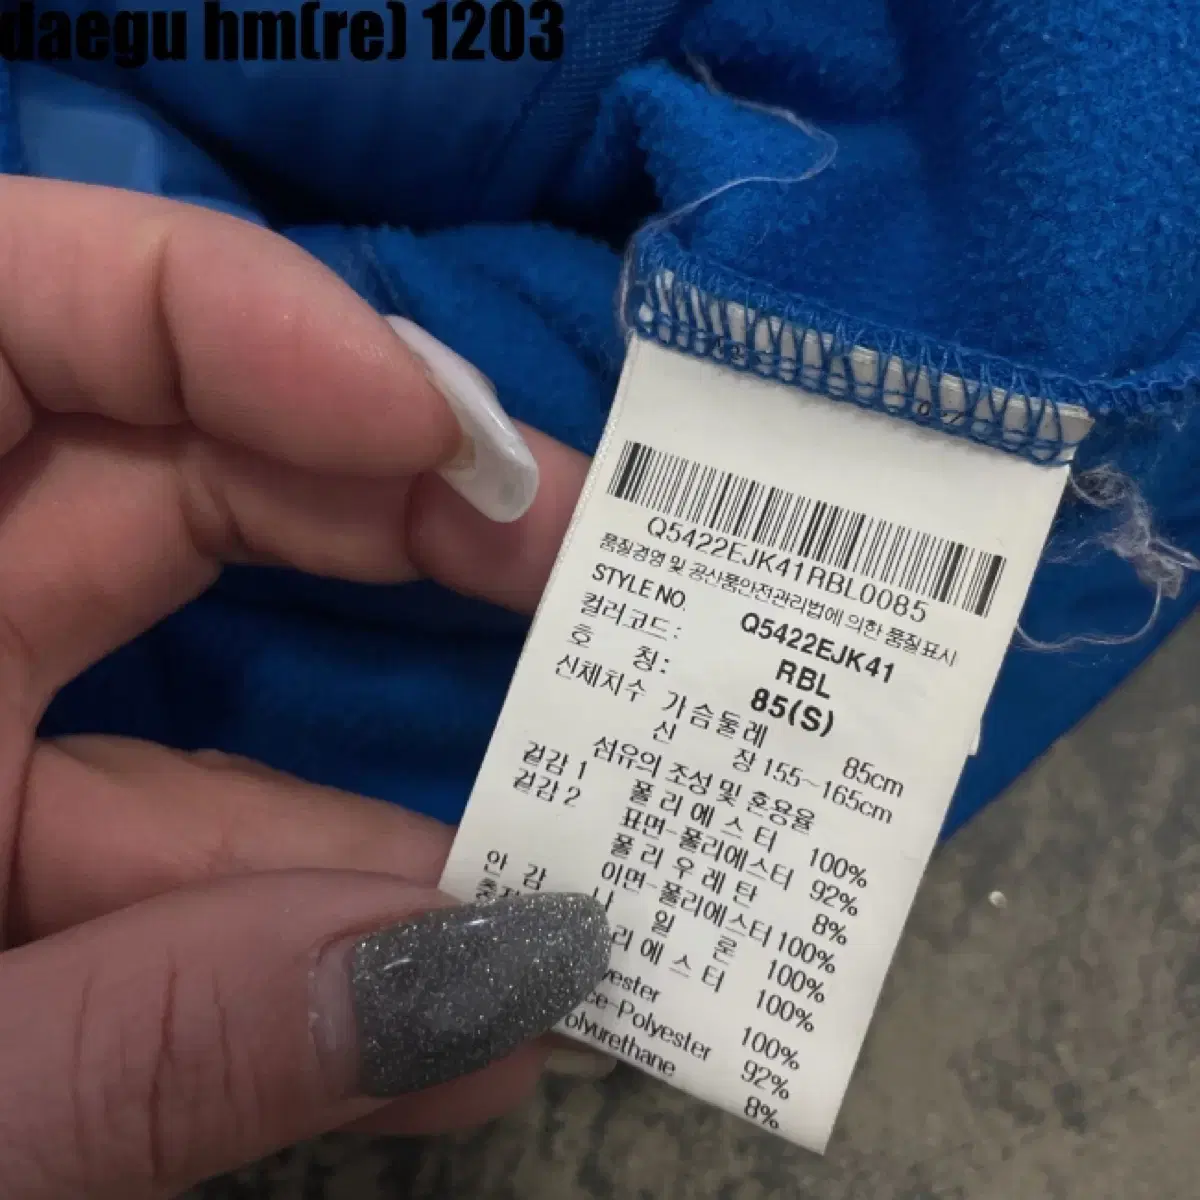 daegu hm(re) 1203
Q5422EJK41RBL0085
품질경영 및 공산품안전관리법에 의한 품질표시
STYLE NO. Q5422EJK41
컬러코드: RBL
호 칭: 85(S)
신체치수 가슴둘레 85cm
신 장 155~165cm
섬유의 조성 및 혼용율
겉감 1 폴리에스터 100%
겉감 2 표면-폴리에스터 92%
폴리우레탄 8%
이면-폴리에스터 100%
안 감 나 일 론 100%
리에스터 100%
yester 100%
ce-Polyester 92%
olyurethane 8%